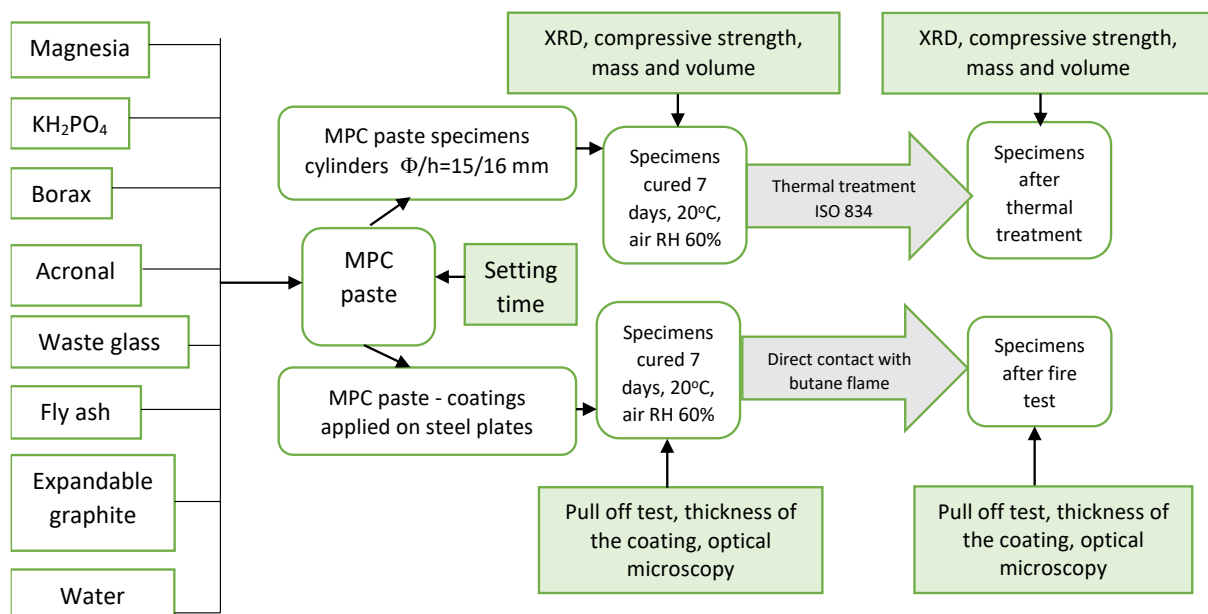 Magnesia
KH₂PO₄
Borax
Acronal
Waste glass
Fly ash
Expandable
graphite
Water
MPC paste specimens
cylinders Φ/h=15/16 mm
MPC
paste
Setting
time
MPC paste - coatings
applied on steel plates
XRD, compressive strength,
mass and volume
Specimens
cured 7
days, 20°C,
air RH 60%
Thermal treatment
ISO 834
XRD, compressive strength,
mass and volume
Specimens
after
thermal
treatment
Specimens
cured 7
days, 20°C,
air RH 60%
Direct contact with
butane flame
Specimens
after fire
test
Pull off test, thickness of
the coating, optical
microscopy
Pull off test, thickness of
the coating, optical
microscopy